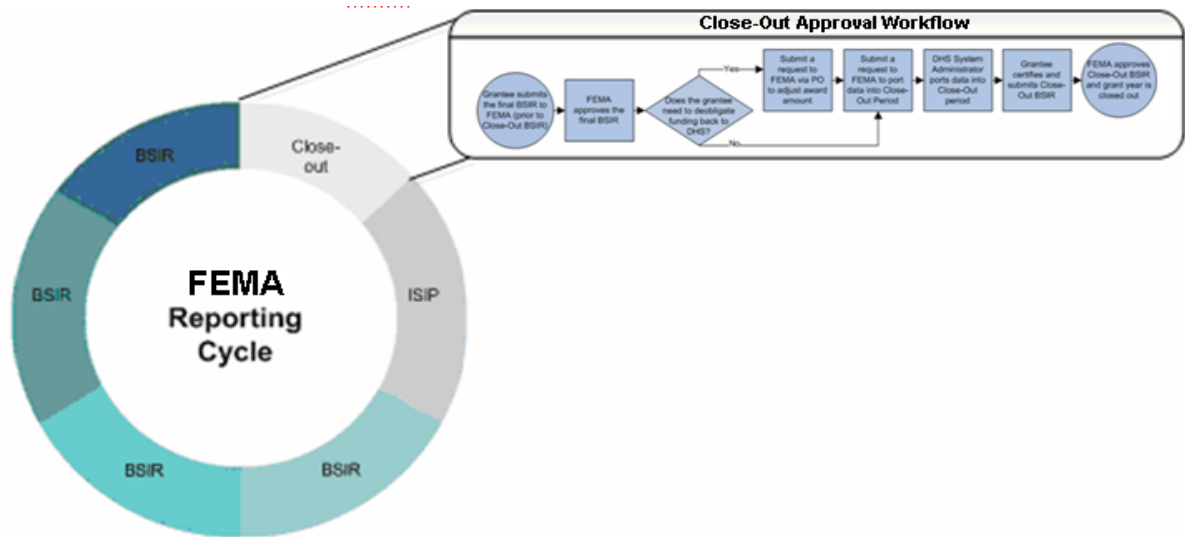 Close-Out Approval Workflow
Grantee submits
the final BSIR to
FEMA (prior to
Close-Out BSIR)
FEMA
approves the
final BSIR
Does the grantee
need to deobligate
funding back to
DHS?
Yes
No
Submit a
request to
FEMA via PO
to adjust award
amount
Submit a
request to
FEMA to port
data into Close-
Out Period
DHS System
Administrator
ports data into
Close-Out
period
Grantee
certifies and
submits Close-
Out BSIR
FEMA approves
Close-Out BSIR
and grant year is
closed out
BSIR
Close-
out
BSIR
ISIP
FEMA
Reporting
Cycle
BSIR
BSIR